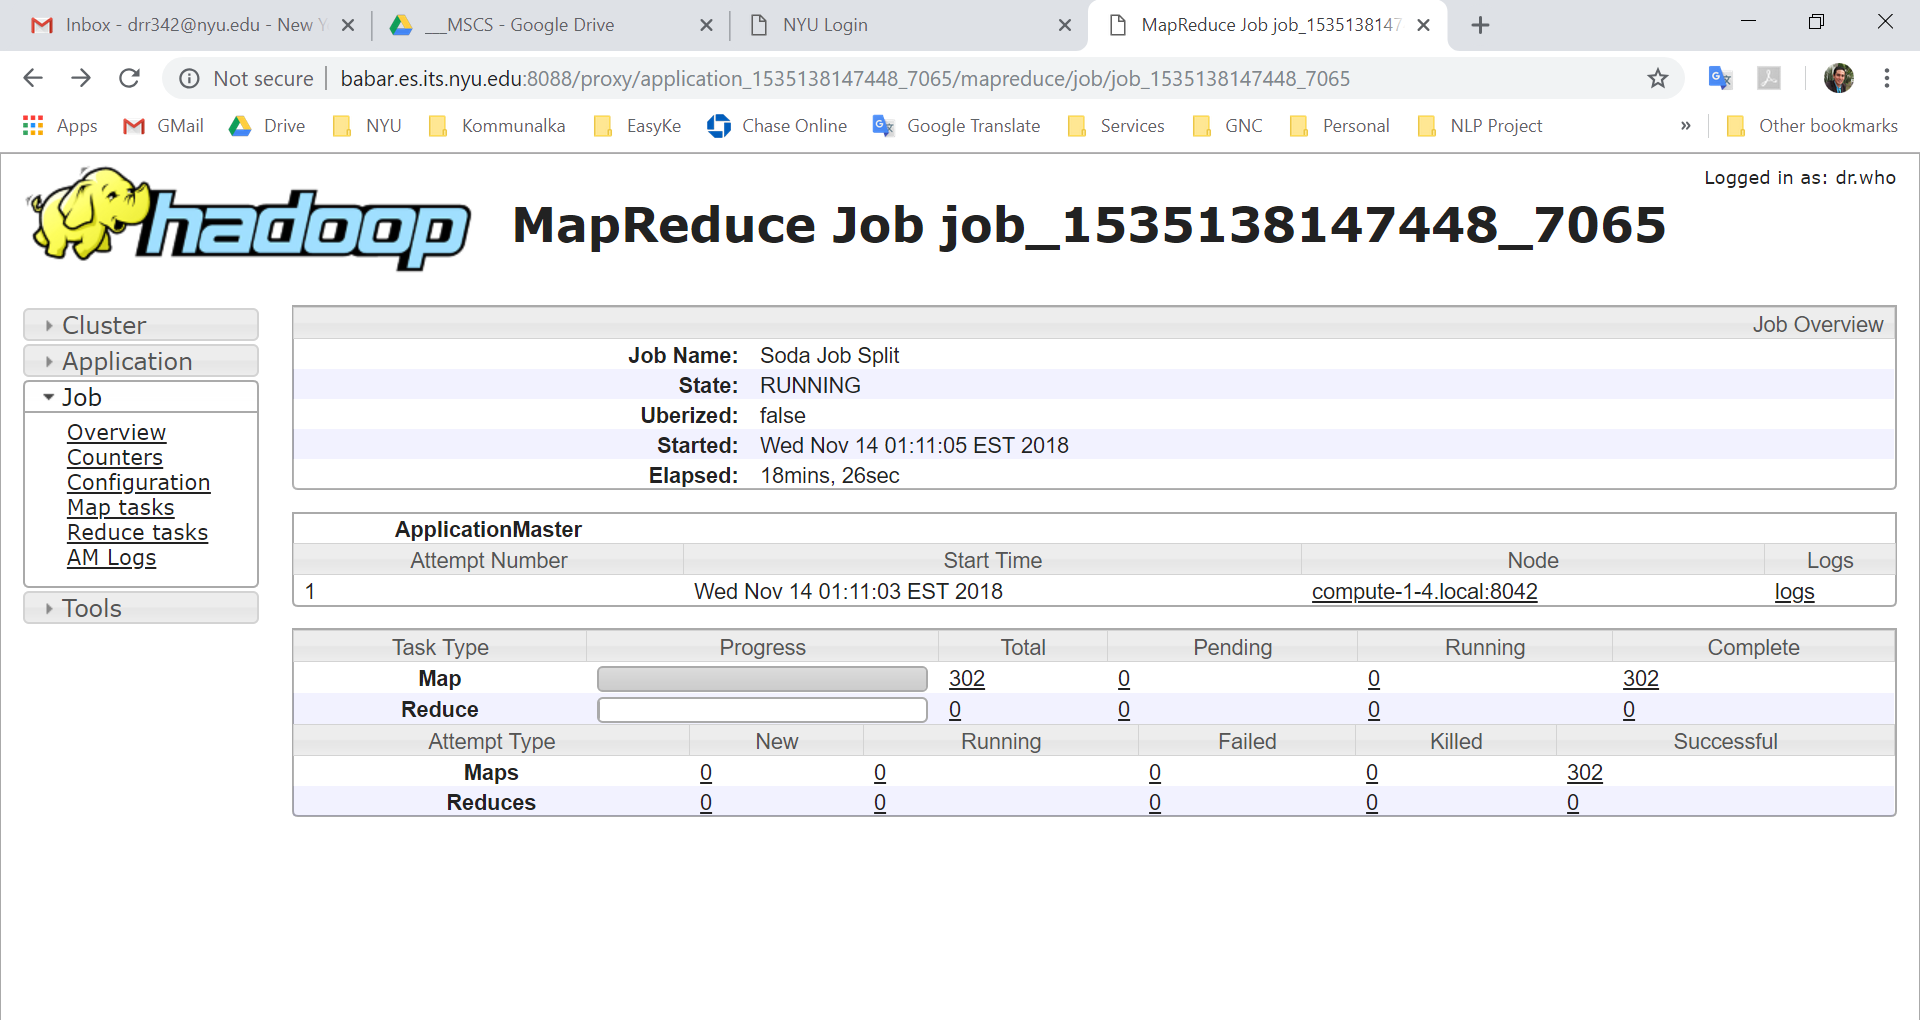 Inbox - drr342@nyu.edu - New Y
___MSCS - Google Drive
NYU Login
MapReduce Job job_1535138147
Not secure
babar.es.its.nyu.edu:8088/proxy/application_1535138147448_7065/mapreduce/job/job_1535138147448_7065
Apps GMail Drive NYU Kommunalka EasyKe Chase Online Google Translate Services GNC Personal NLP Project » Other bookmarks
Logged in as: dr.who
hadoop
MapReduce Job job_1535138147448_7065
Cluster
Application
Job
Overview
Counters
Configuration
Map tasks
Reduce tasks
AM Logs
Tools
Job Overview
Job Name: Soda Job Split
State: RUNNING
Uberized: false
Started: Wed Nov 14 01:11:05 EST 2018
Elapsed: 18mins, 26sec
ApplicationMaster
Attempt Number Start Time Node Logs
1 Wed Nov 14 01:11:03 EST 2018 compute-1-4.local:8042 logs
Task Type Progress Total Pending Running Complete
Map 302 0 0 302
Reduce 0 0 0 0
Attempt Type New Running Failed Killed Successful
Maps 0 0 0 0 302
Reduces 0 0 0 0 0